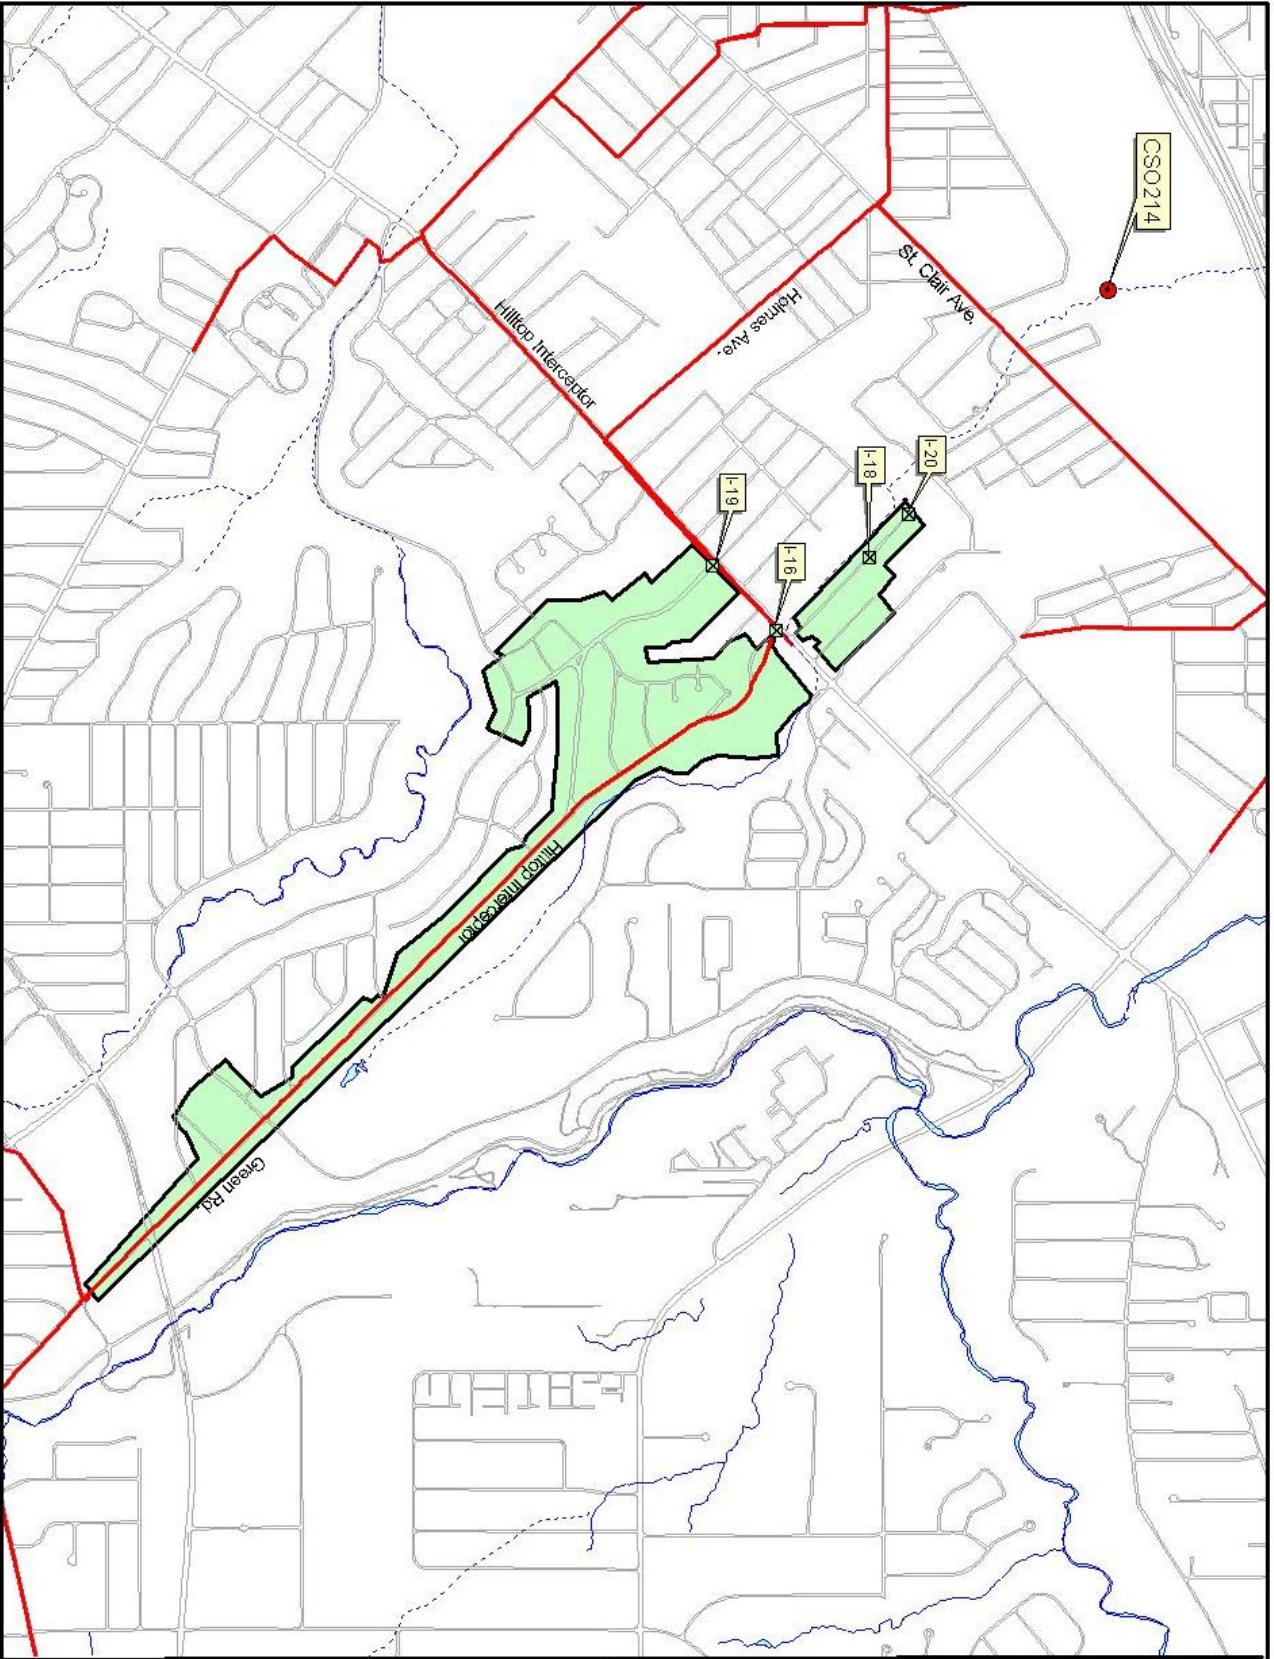 CSO214
St. Clair Ave.
Holmes Ave.
Hilltop Interceptor
I-20
I-18
I-19
I-16
Hilltop Interceptor
Green Rd.